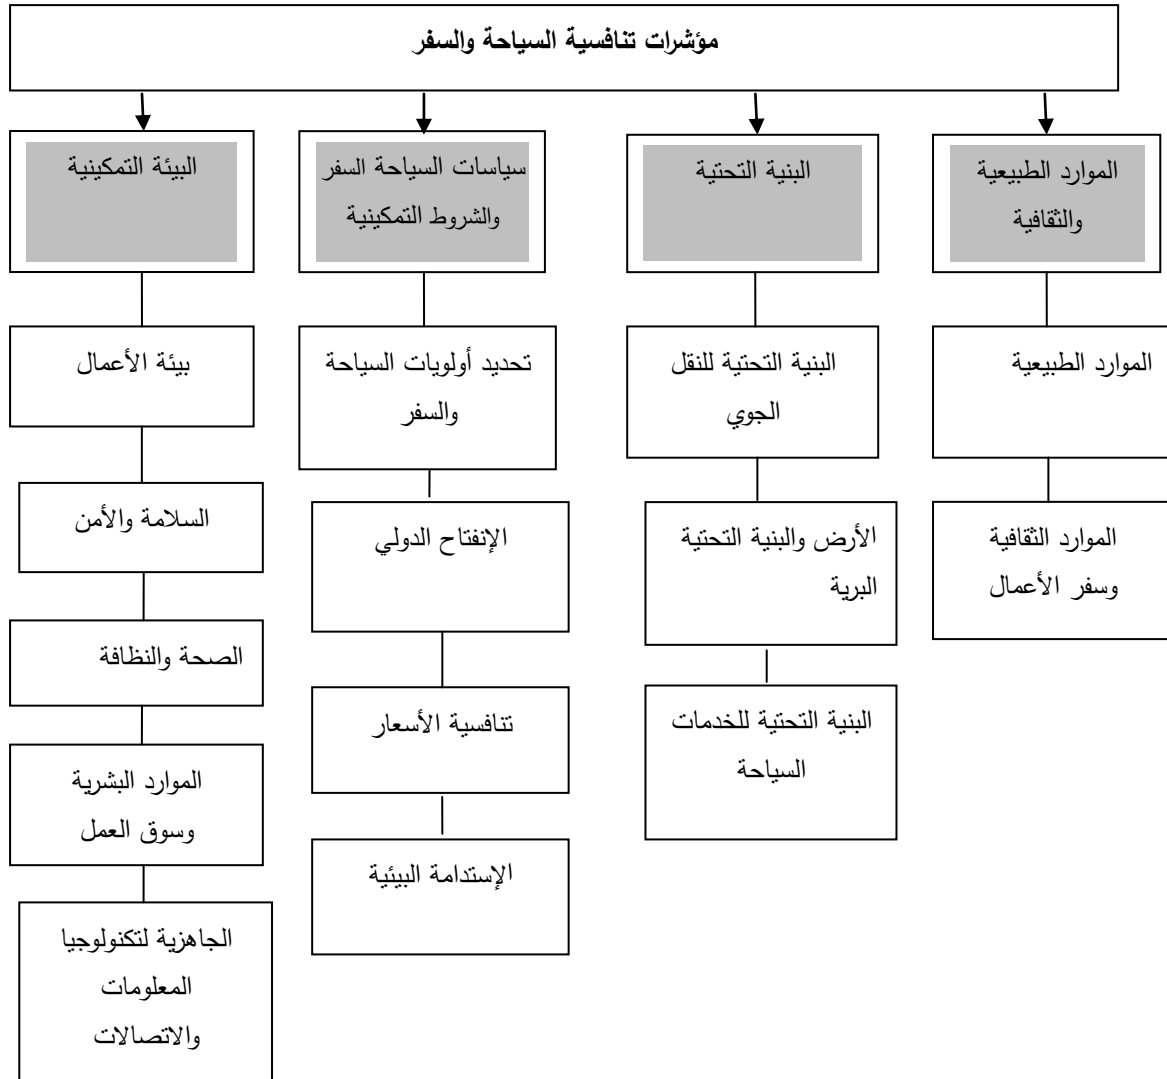 مؤشرات تنافسية السياحة والسفر
الموارد الطبيعية
والثقافية
الموارد الطبيعية
الموارد الثقافية
وسفر الأعمال
البنية التحتية
البنية التحتية للنقل
الجوي
الأرض والبنية التحتية
البرية
البنية التحتية للخدمات
السياحة
سياسات السياحة السفر
والشروط التمكينية
تحديد أولويات السياحة
والسفر
الإنفتاح الدولي
تنافسية الأسعار
الإستدامة البيئية
البيئة التمكينية
بيئة الأعمال
السلامة والأمن
الصحة والنظافة
الموارد البشرية
وسوق العمل
الجاهزية لتكنولوجيا
المعلومات
والاتصالات